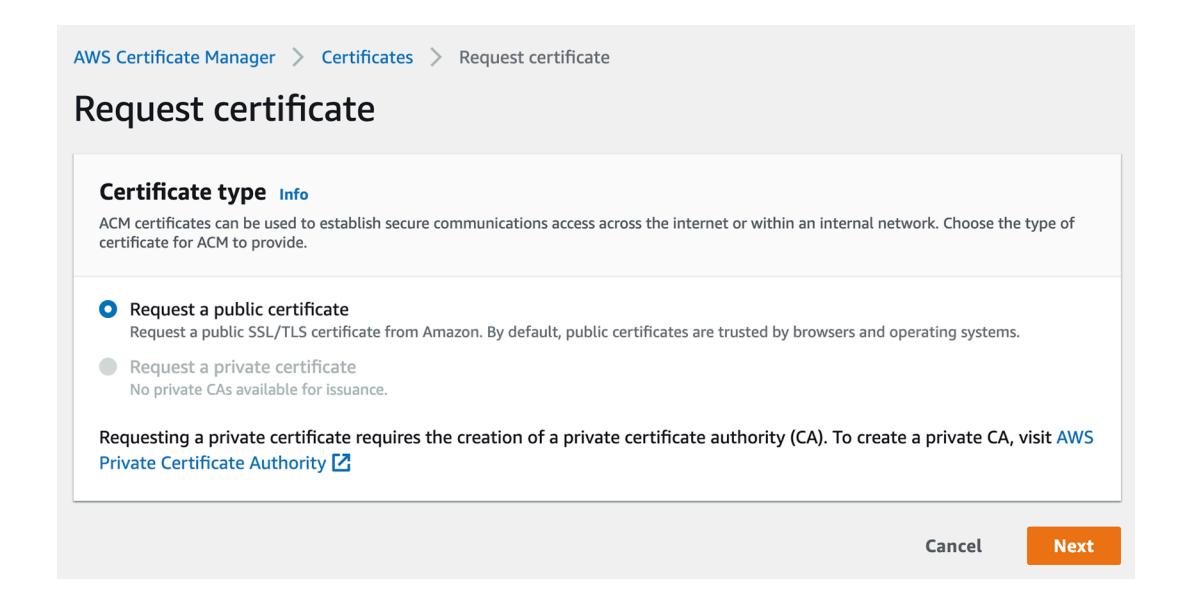 AWS Certificate Manager > Certificates > Request certificate
Request certificate
Certificate type Info
ACM certificates can be used to establish secure communications access across the internet or within an internal network. Choose the type of
certificate for ACM to provide.
Request a public certificate
Request a public SSL/TLS certificate from Amazon. By default, public certificates are trusted by browsers and operating systems.
Request a private certificate
No private CAs available for issuance.
Requesting a private certificate requires the creation of a private certificate authority (CA). To create a private CA, visit AWS
Private Certificate Authority
Cancel Next